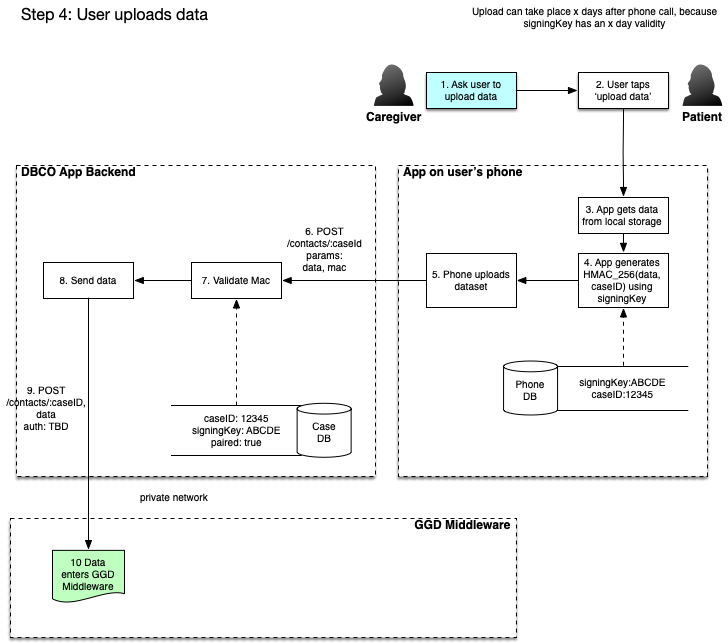 Step 4: User uploads data
Upload can take place x days after phone call, because
signingKey has an x day validity
Caregiver
1. Ask user to
upload data
2. User taps
'upload data'
Patient
DBCO App Backend
App on user's phone
3. App gets data
from local storage
6. POST
/contacts/:caseId
params:
data, mac
8. Send data
7. Validate Mac
5. Phone uploads
dataset
4. App generates
HMAC_256(data,
caseID) using
signingKey
Phone
DB
signingKey:ABCDE
caseID:12345
9. POST
/contacts/:caseID,
data
auth: TBD
caseID: 12345
signingKey: ABCDE
paired: true
Case
DB
private network
GGD Middleware
10 Data
enters GGD
Middleware